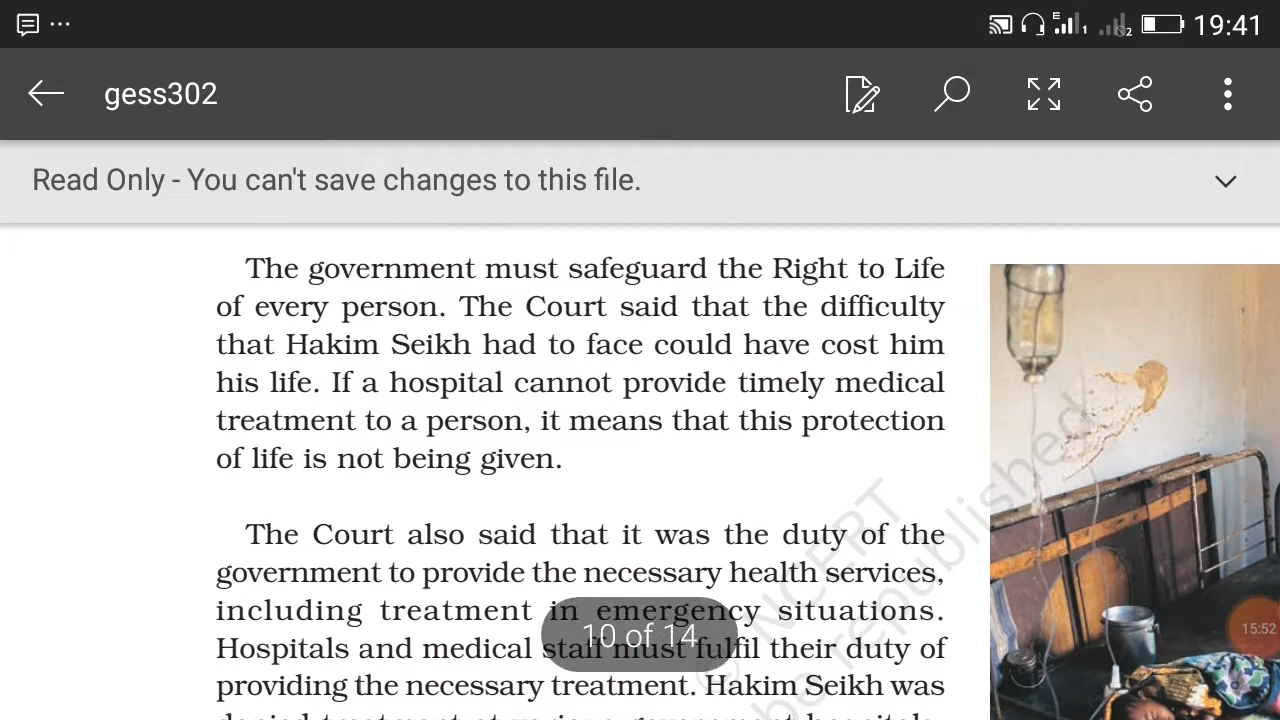 19:41
gess302
Read Only - You can't save changes to this file.
The government must safeguard the Right to Life
of every person. The Court said that the difficulty
that Hakim Seikh had to face could have cost him
his life. If a hospital cannot provide timely medical
treatment to a person, it means that this protection
of life is not being given.
The Court also said that it was the duty of the
government to provide the necessary health services,
including treatment in emergency situations.
Hospitals and medical staff must fulfil their duty of
providing the necessary treatment. Hakim Seikh was
10 of 14
© NCERT
be republished
15:52